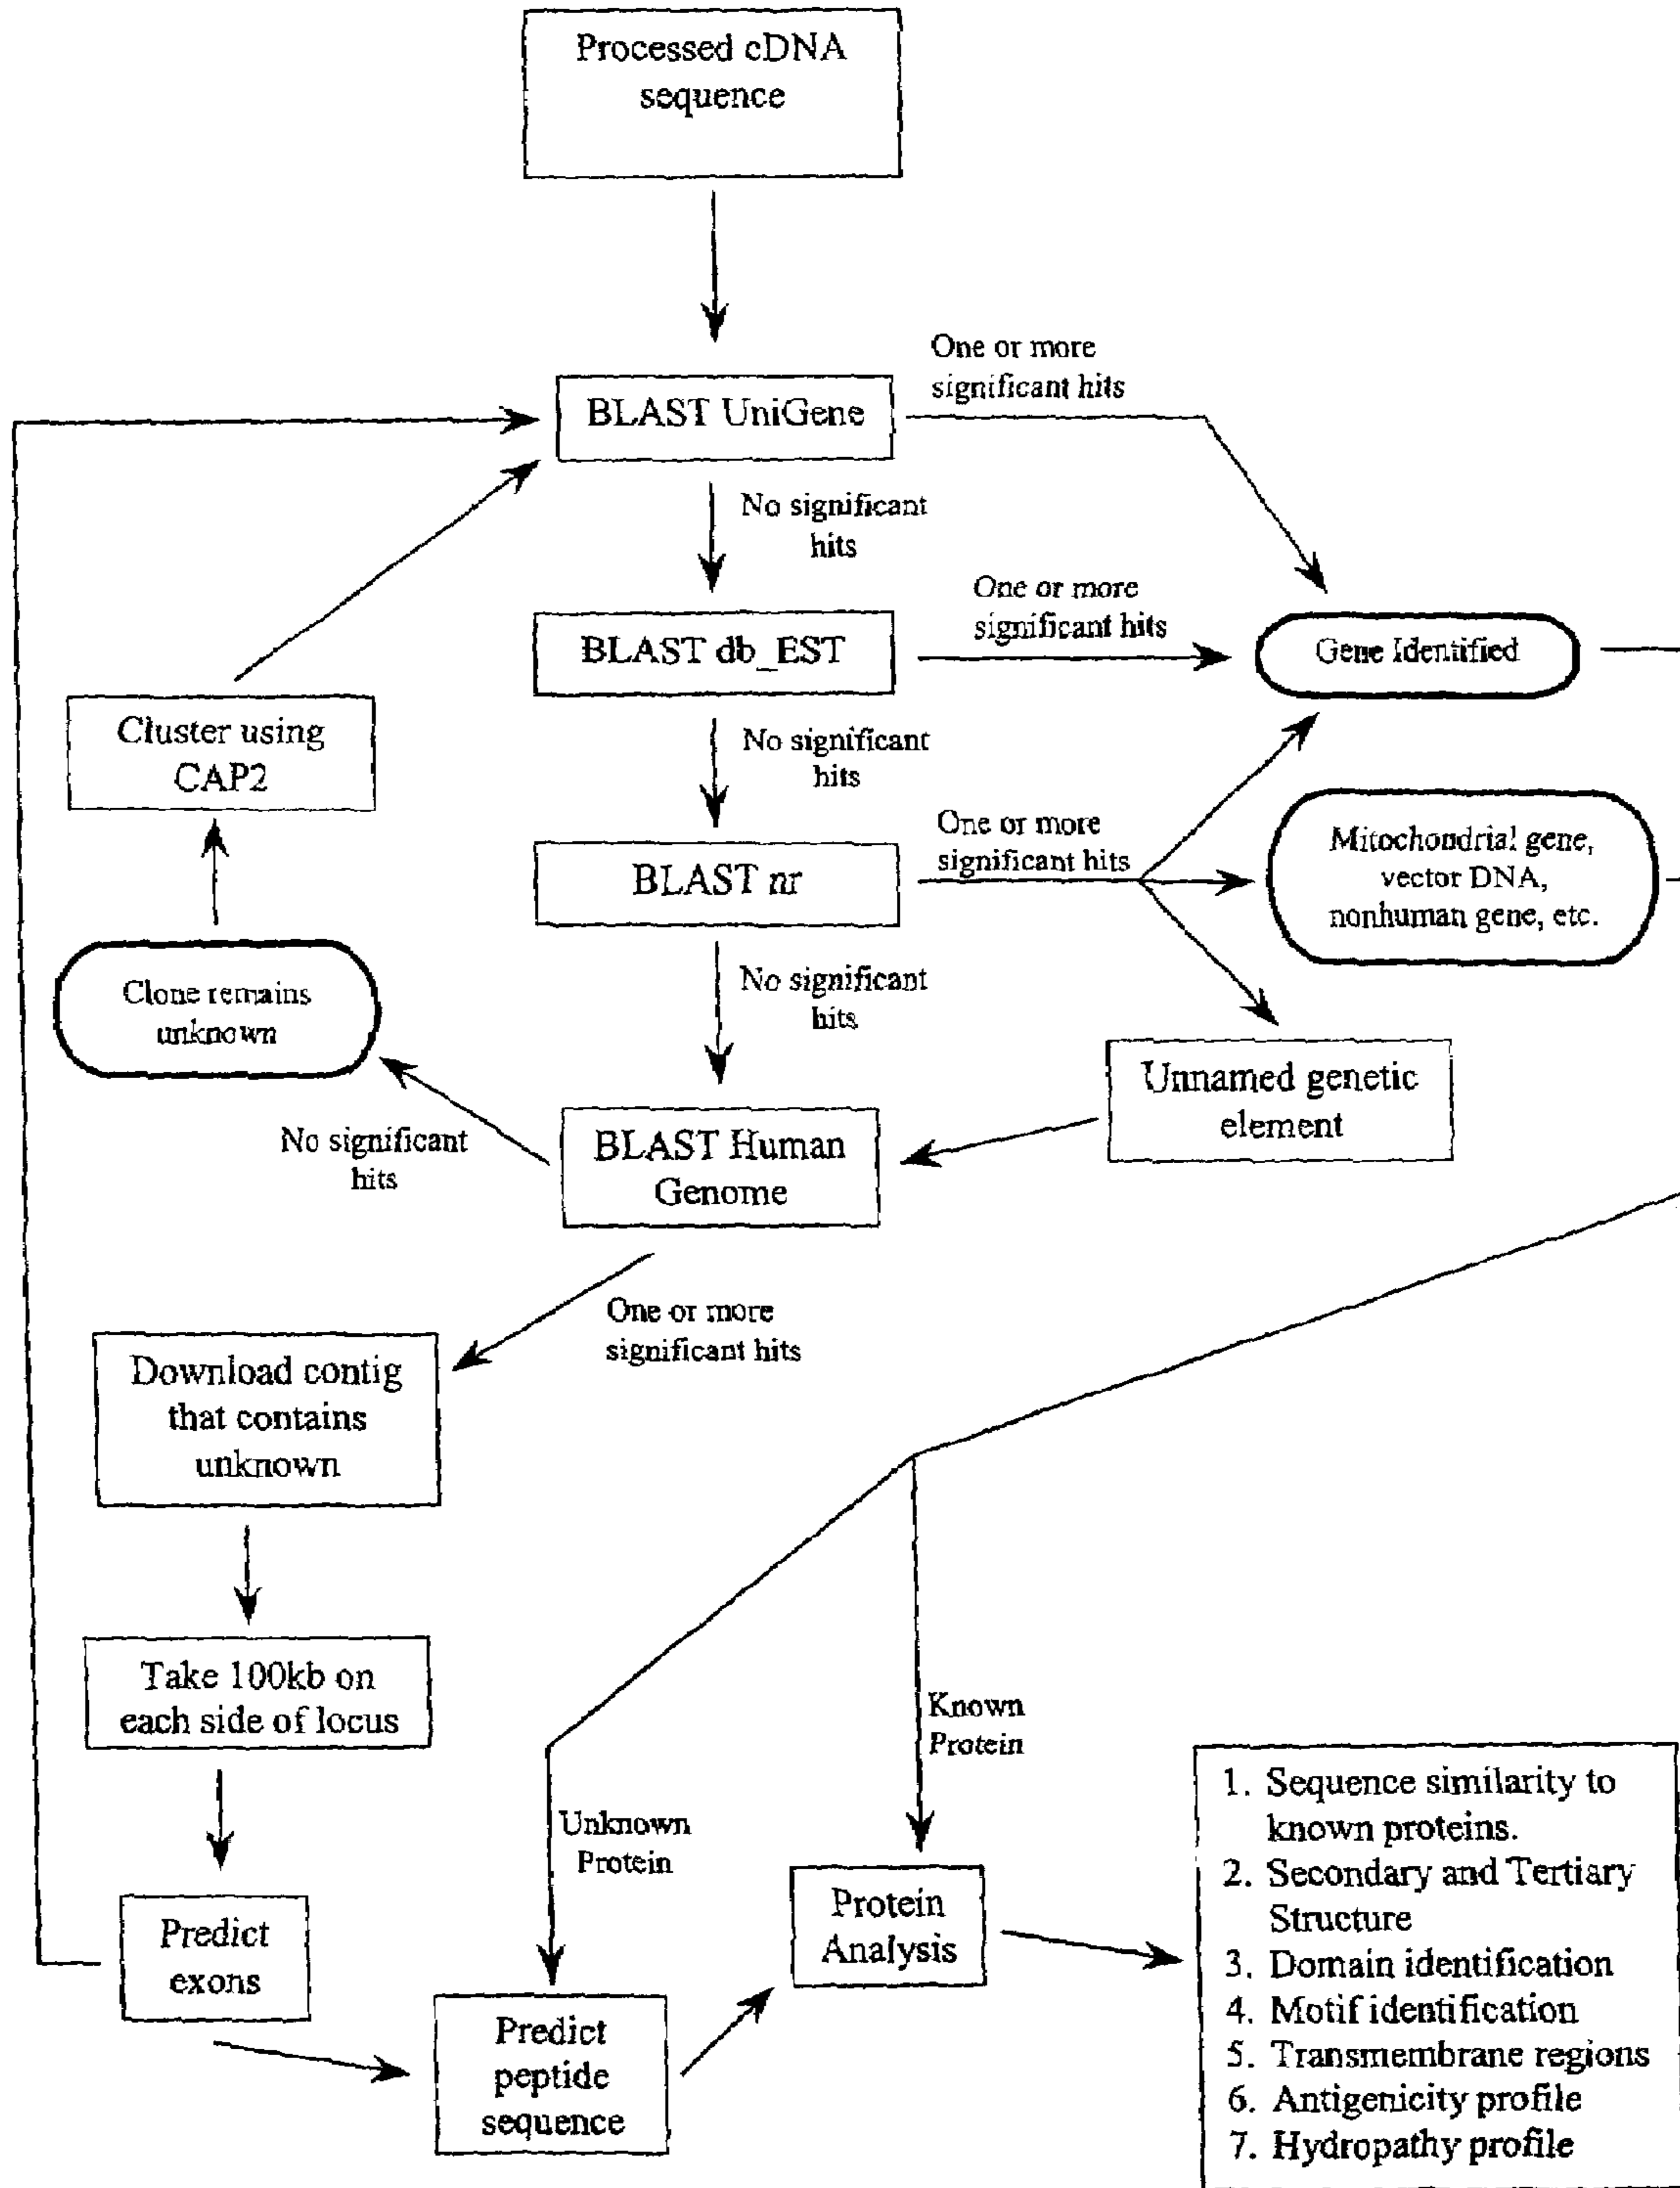 Processed cDNA
sequence
One or more
significant hits
BLAST UniGene
No significant
hits
One or more
significant hits
BLAST db_EST
Gene Identified
Cluster using
CAP2
No significant
hits
One or more
significant hits
BLAST nr
Mitochondrial gene,
vector DNA,
nonhuman gene, etc.
Clone remains
unknown
No significant
hits
Unnamed genetic
element
No significant
hits
BLAST Human
Genome
One or more
significant hits
Download contig
that contains
unknown
Take 100kb on
each side of locus
Known
Protein
Unknown
Protein
Predict
exons
Predict
peptide
sequence
Protein
Analysis
1. Sequence similarity to
known proteins.
2. Secondary and Tertiary
Structure
3. Domain identification
4. Motif identification
5. Transmembrane regions
6. Antigenicity profile
7. Hydropathy profile